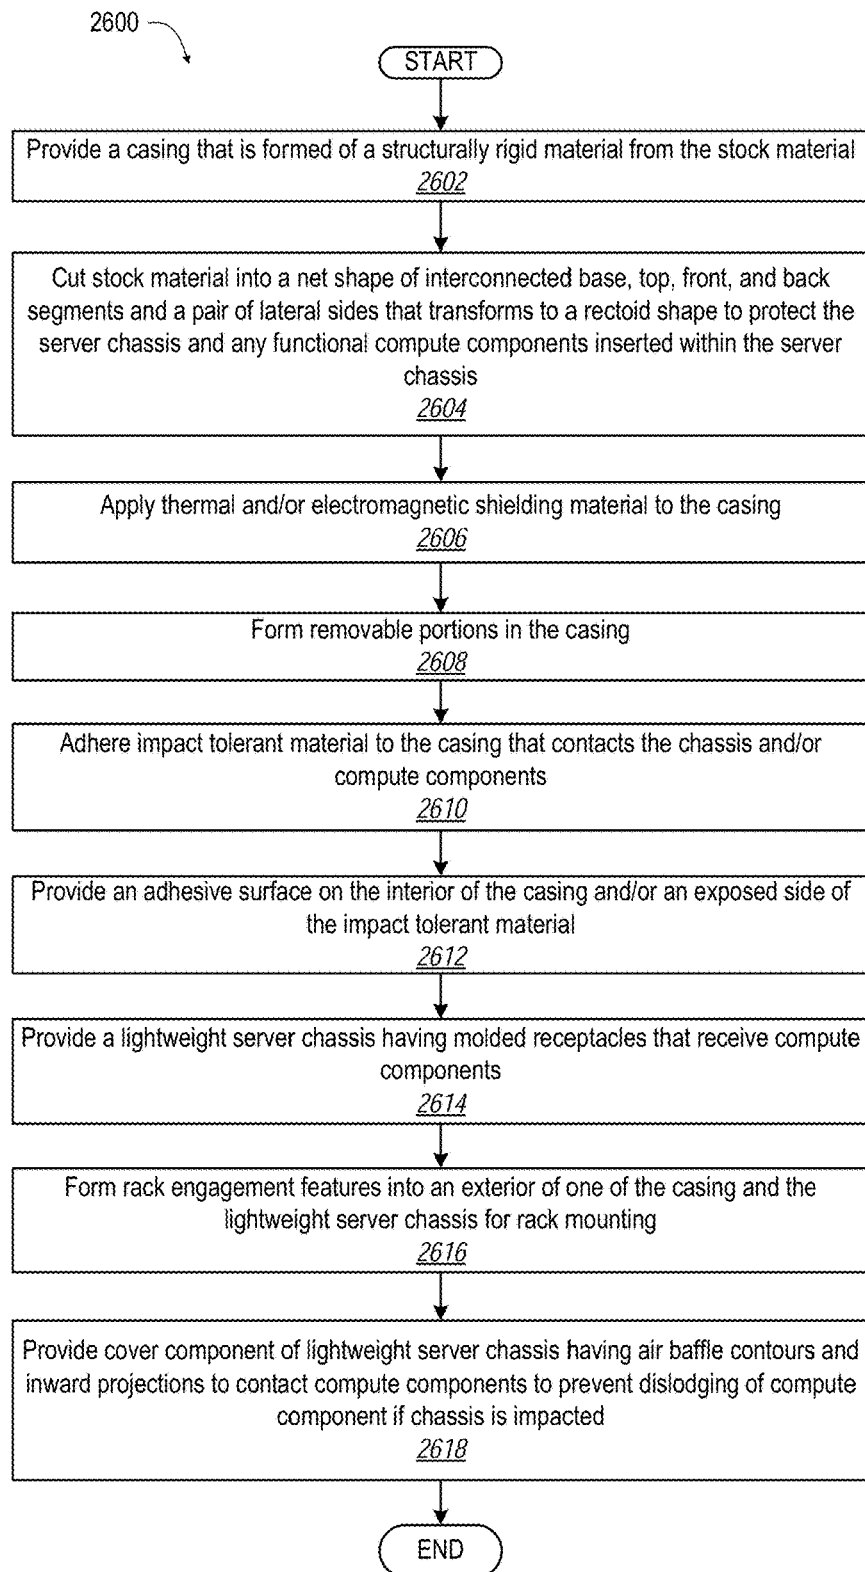 2600
START
Provide a casing that is formed of a structurally rigid material from the stock material
2602
Cut stock material into a net shape of interconnected base, top, front, and back
segments and a pair of lateral sides that transforms to a rectoid shape to protect the
server chassis and any functional compute components inserted within the server
chassis
2604
Apply thermal and/or electromagnetic shielding material to the casing
2606
Form removable portions in the casing
2608
Adhere impact tolerant material to the casing that contacts the chassis and/or
compute components
2610
Provide an adhesive surface on the interior of the casing and/or an exposed side of
the impact tolerant material
2612
Provide a lightweight server chassis having molded receptacles that receive compute
components
2614
Form rack engagement features into an exterior of one of the casing and the
lightweight server chassis for rack mounting
2616
Provide cover component of lightweight server chassis having air baffle contours and
inward projections to contact compute components to prevent dislodging of compute
component if chassis is impacted
2618
END